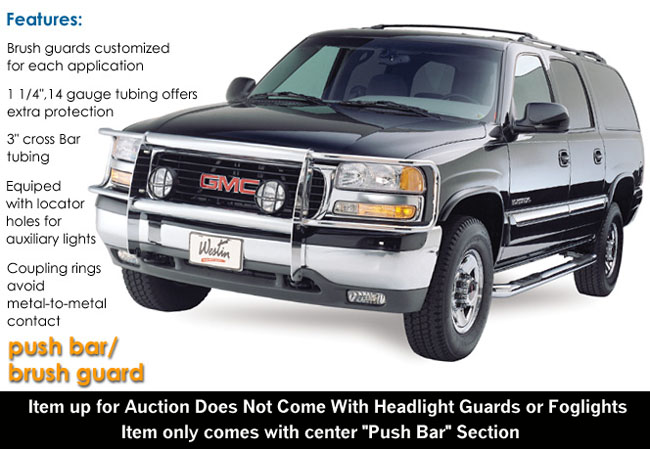 Features:
Brush guards customized
for each application
1 1/4",14 gauge tubing offers
extra protection
3" cross Bar
tubing
Equiped
with locator
holes for
auxiliary lights
Coupling rings
avoid
metal-to-metal
contact
push bar/
brush guard
GMC
Westin
Item up for Auction Does Not Come With Headlight Guards or Foglights
Item only comes with center "Push Bar" Section